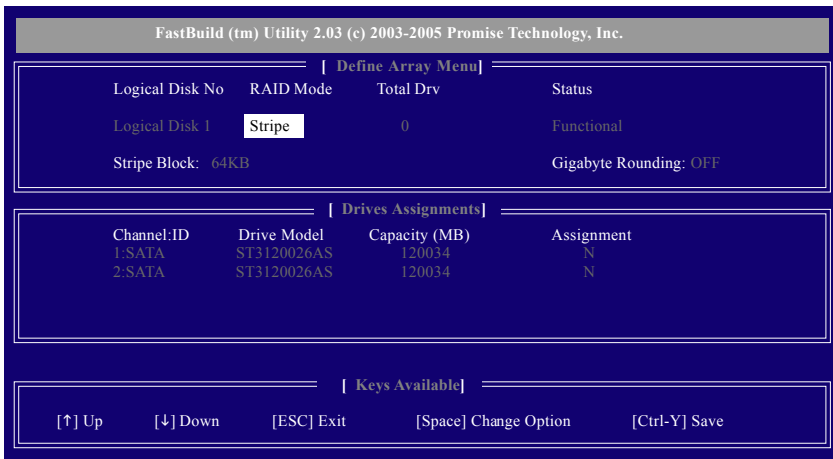 FastBuild (tm) Utility 2.03 (c) 2003-2005 Promise Technology, Inc.
[ Define Array Menu]
Logical Disk No RAID Mode Total Drv Status
Logical Disk 1 Stripe 0 Functional
Stripe Block: 64KB Gigabyte Rounding: OFF
[ Drives Assignments]
Channel:ID Drive Model Capacity (MB) Assignment
1:SATA ST3120026AS 120034 N
2:SATA ST3120026AS 120034 N
[ Keys Available]
[↑] Up [↓] Down [ESC] Exit [Space] Change Option [Ctrl-Y] Save